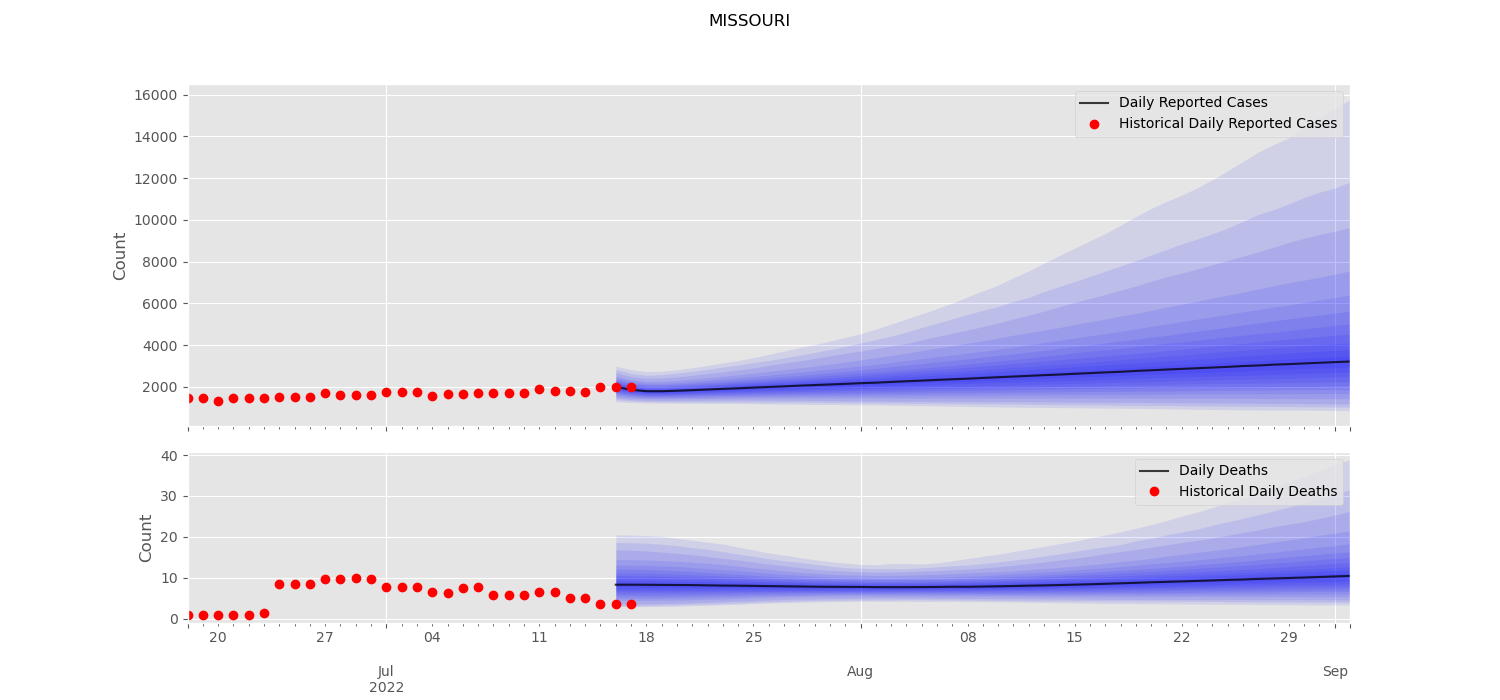 MISSOURI
16000
14000
12000
10000
8000
6000
4000
2000
Count
Daily Reported Cases
Historical Daily Reported Cases
40
30
20
10
0
Count
Daily Deaths
Historical Daily Deaths
20 27 04 11 18 25 08 15 22 29
Jul Aug Sep
2022